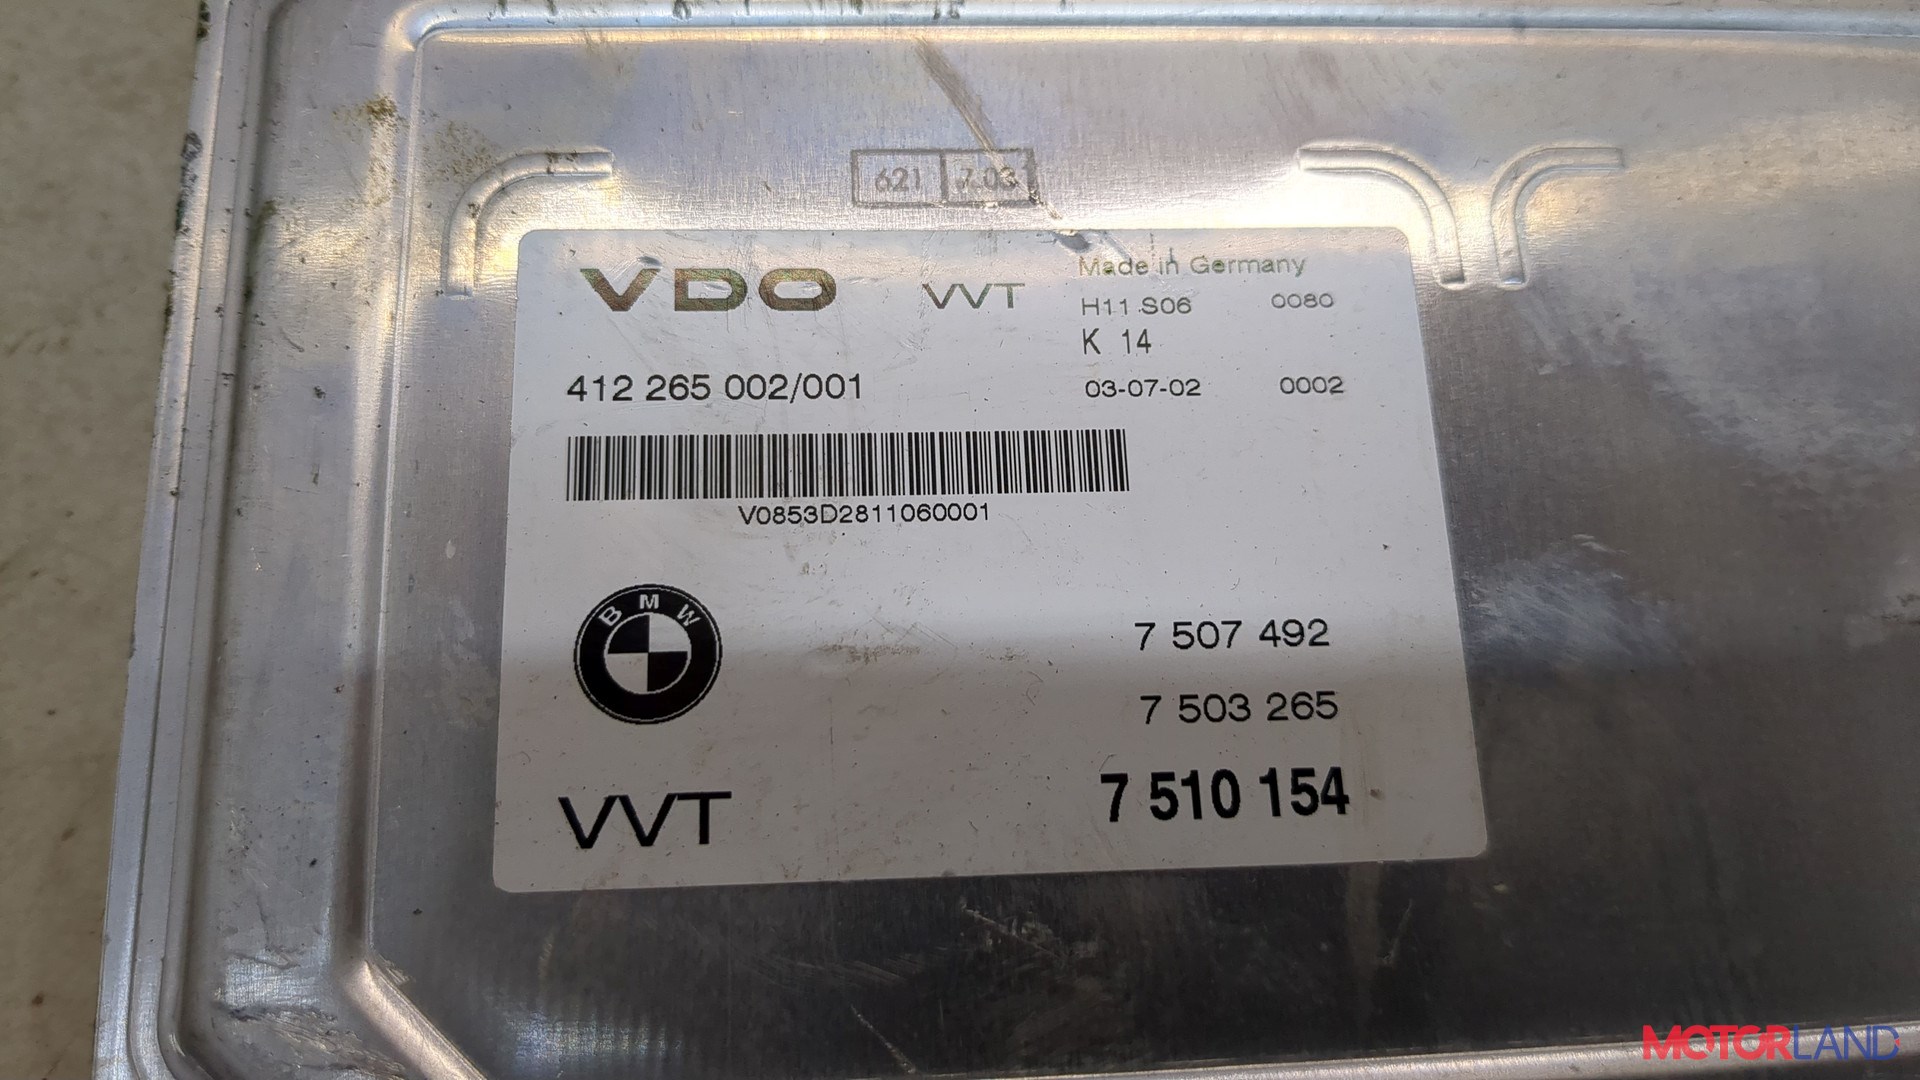 621 7.03
VDO VVT Made in Germany
H11 S06 0080
K 14
412 265 002/001 03-07-02 0002
V0853D2811060001
BMW
7 507 492
7 503 265
VVT 7 510 154
MOTORLAND